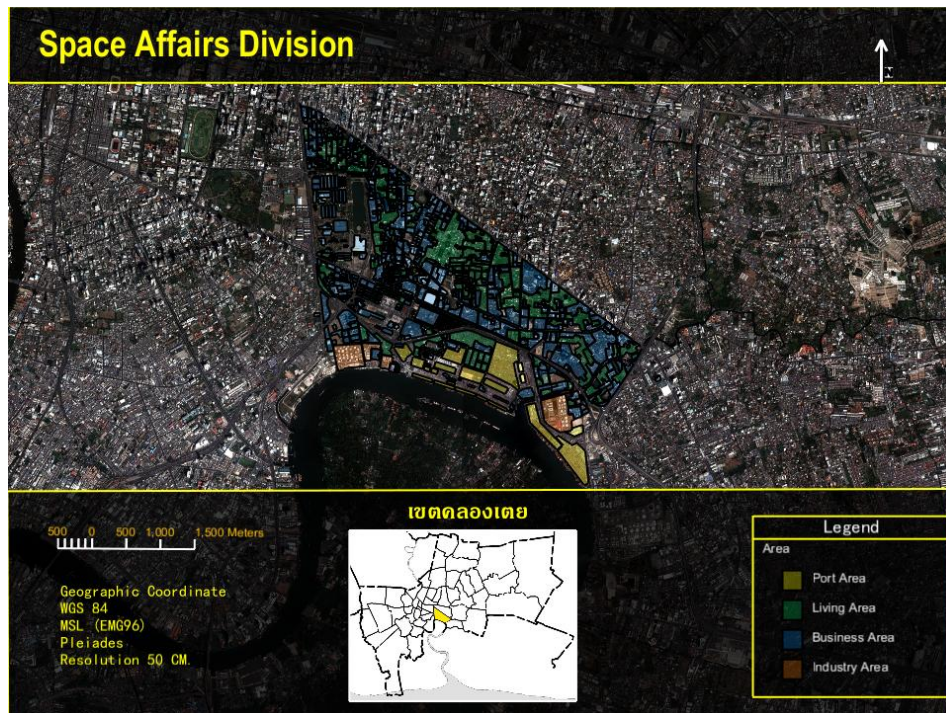 Space Affairs Division
H
เขตคลองเตย
500 0 500 1,000 1,500 Meters
Geographic Coordinate
WGS 84
MSL (EMG96)
Pleiades
Resolution 50 CM.
Legend
Area
Port Area
Living Area
Business Area
Industry Area